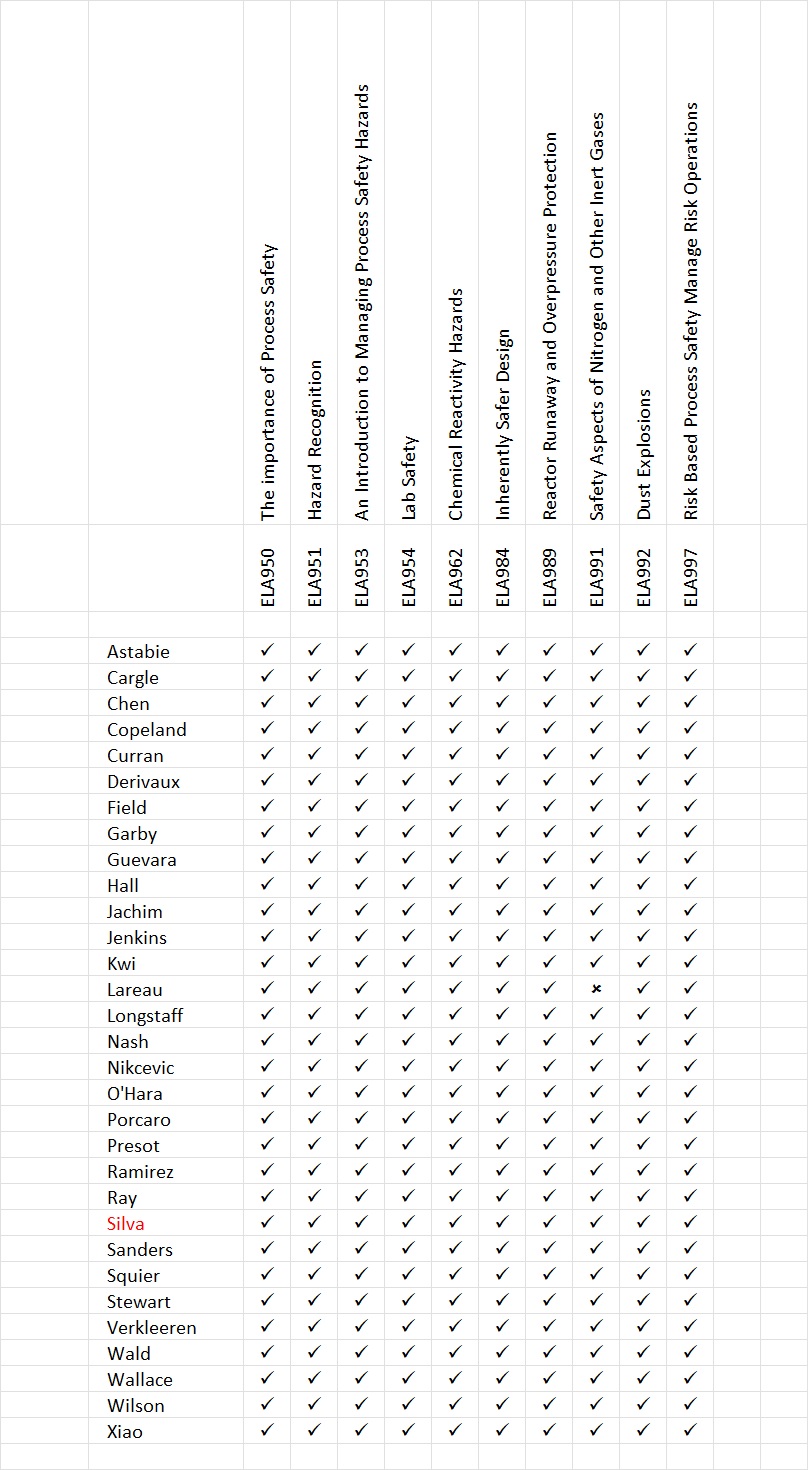 The importance of Process Safety
Hazard Recognition
An Introduction to Managing Process Safety Hazards
Lab Safety
Chemical Reactivity Hazards
Inherently Safer Design
Reactor Runaway and Overpressure Protection
Safety Aspects of Nitrogen and Other Inert Gases
Dust Explosions
Risk Based Process Safety Manage Risk Operations
ELA950 ELA951 ELA953 ELA954 ELA962 ELA984 ELA989 ELA991 ELA992 ELA997
Astabie ✓ ✓ ✓ ✓ ✓ ✓ ✓ ✓ ✓ ✓
Cargle ✓ ✓ ✓ ✓ ✓ ✓ ✓ ✓ ✓ ✓
Chen ✓ ✓ ✓ ✓ ✓ ✓ ✓ ✓ ✓ ✓
Copeland ✓ ✓ ✓ ✓ ✓ ✓ ✓ ✓ ✓ ✓
Curran ✓ ✓ ✓ ✓ ✓ ✓ ✓ ✓ ✓ ✓
Derivaux ✓ ✓ ✓ ✓ ✓ ✓ ✓ ✓ ✓ ✓
Field ✓ ✓ ✓ ✓ ✓ ✓ ✓ ✓ ✓ ✓
Garby ✓ ✓ ✓ ✓ ✓ ✓ ✓ ✓ ✓ ✓
Guevara ✓ ✓ ✓ ✓ ✓ ✓ ✓ ✓ ✓ ✓
Hall ✓ ✓ ✓ ✓ ✓ ✓ ✓ ✓ ✓ ✓
Jachim ✓ ✓ ✓ ✓ ✓ ✓ ✓ ✓ ✓ ✓
Jenkins ✓ ✓ ✓ ✓ ✓ ✓ ✓ ✓ ✓ ✓
Kwi ✓ ✓ ✓ ✓ ✓ ✓ ✓ ✓ ✓ ✓
Lareau ✓ ✓ ✓ ✓ ✓ ✓ ✓ ✗ ✓ ✓
Longstaff ✓ ✓ ✓ ✓ ✓ ✓ ✓ ✓ ✓ ✓
Nash ✓ ✓ ✓ ✓ ✓ ✓ ✓ ✓ ✓ ✓
Nikcevic ✓ ✓ ✓ ✓ ✓ ✓ ✓ ✓ ✓ ✓
O'Hara ✓ ✓ ✓ ✓ ✓ ✓ ✓ ✓ ✓ ✓
Porcaro ✓ ✓ ✓ ✓ ✓ ✓ ✓ ✓ ✓ ✓
Presot ✓ ✓ ✓ ✓ ✓ ✓ ✓ ✓ ✓ ✓
Ramirez ✓ ✓ ✓ ✓ ✓ ✓ ✓ ✓ ✓ ✓
Ray ✓ ✓ ✓ ✓ ✓ ✓ ✓ ✓ ✓ ✓
Silva ✓ ✓ ✓ ✓ ✓ ✓ ✓ ✓ ✓ ✓
Sanders ✓ ✓ ✓ ✓ ✓ ✓ ✓ ✓ ✓ ✓
Squier ✓ ✓ ✓ ✓ ✓ ✓ ✓ ✓ ✓ ✓
Stewart ✓ ✓ ✓ ✓ ✓ ✓ ✓ ✓ ✓ ✓
Verkleeren ✓ ✓ ✓ ✓ ✓ ✓ ✓ ✓ ✓ ✓
Wald ✓ ✓ ✓ ✓ ✓ ✓ ✓ ✓ ✓ ✓
Wallace ✓ ✓ ✓ ✓ ✓ ✓ ✓ ✓ ✓ ✓
Wilson ✓ ✓ ✓ ✓ ✓ ✓ ✓ ✓ ✓ ✓
Xiao ✓ ✓ ✓ ✓ ✓ ✓ ✓ ✓ ✓ ✓